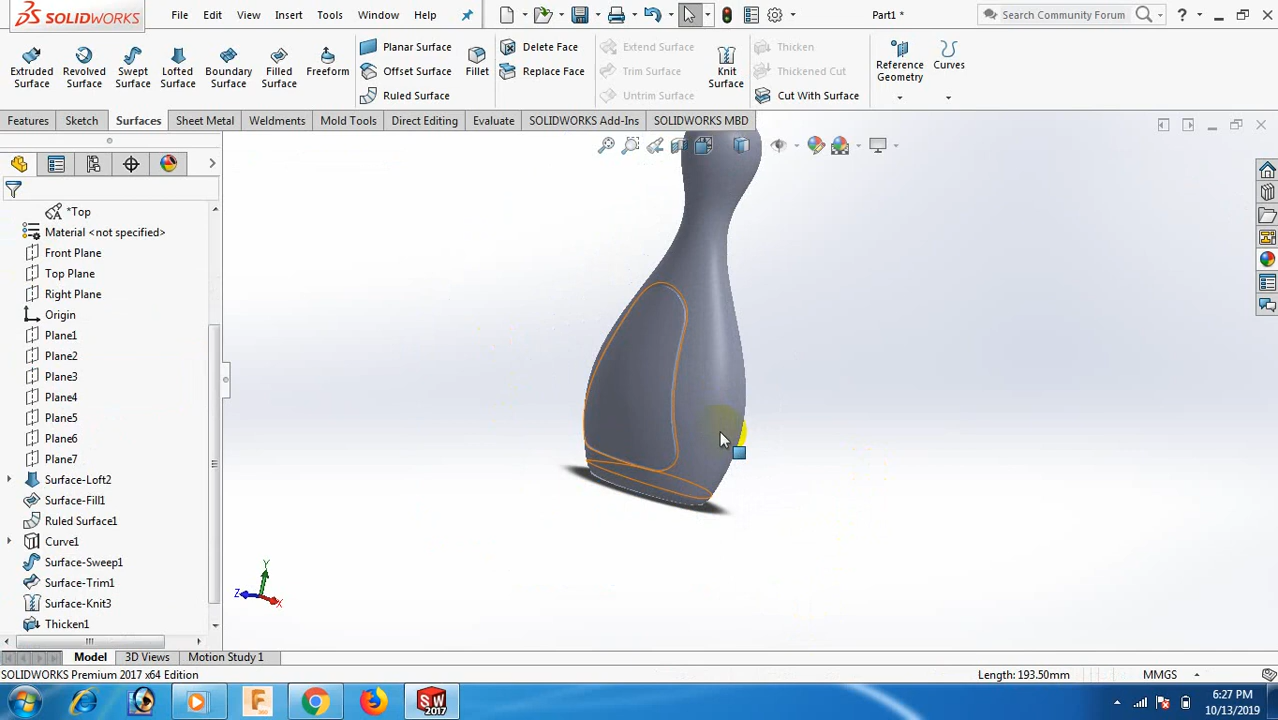 SOLIDWORKS File Edit View Insert Tools Window Help Part1 * Search Community Forum ?
Extruded Surface Revolved Surface Swept Surface Lofted Surface Boundary Surface Filled Surface Freeform Planar Surface Offset Surface Ruled Surface Fillet Delete Face Replace Face Extend Surface Trim Surface Untrim Surface Knit Surface Thicken Thickened Cut Cut With Surface Reference Geometry Curves
Features Sketch Surfaces Sheet Metal Weldments Mold Tools Direct Editing Evaluate SOLIDWORKS Add-Ins SOLIDWORKS MBD
*Top
Material <not specified>
Front Plane
Top Plane
Right Plane
Origin
Plane1
Plane2
Plane3
Plane4
Plane5
Plane6
Plane7
Surface-Loft2
Surface-Fill1
Ruled Surface1
Curve1
Surface-Sweep1
Surface-Trim1
Surface-Knit3
Thicken1
Y
Z
X
Model 3D Views Motion Study 1
SOLIDWORKS Premium 2017 x64 Edition Length: 193.50mm MMGS
SW 2017
6:27 PM
10/13/2019